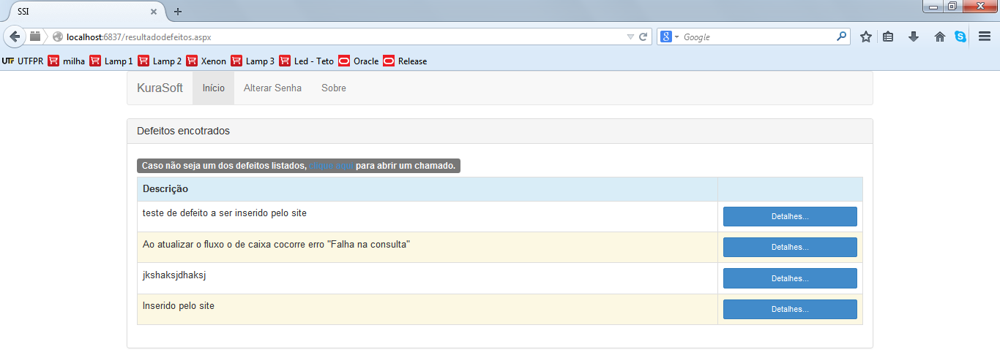 SSI
localhost:6837/resultadodefeitos.aspx
Google
UTF UTFPR milha Lamp 1 Lamp 2 Xenon Lamp 3 Led - Teto Oracle Release
KuraSoft Início Alterar Senha Sobre
Defeitos encotrados
Caso não seja um dos defeitos listados, clique aqui para abrir um chamado.
Descrição
teste de defeito a ser inserido pelo site Detalhes...
Ao atualizar o fluxo o de caixa cocorre erro "Falha na consulta" Detalhes...
jkshaksjdhaksj Detalhes...
Inserido pelo site Detalhes...